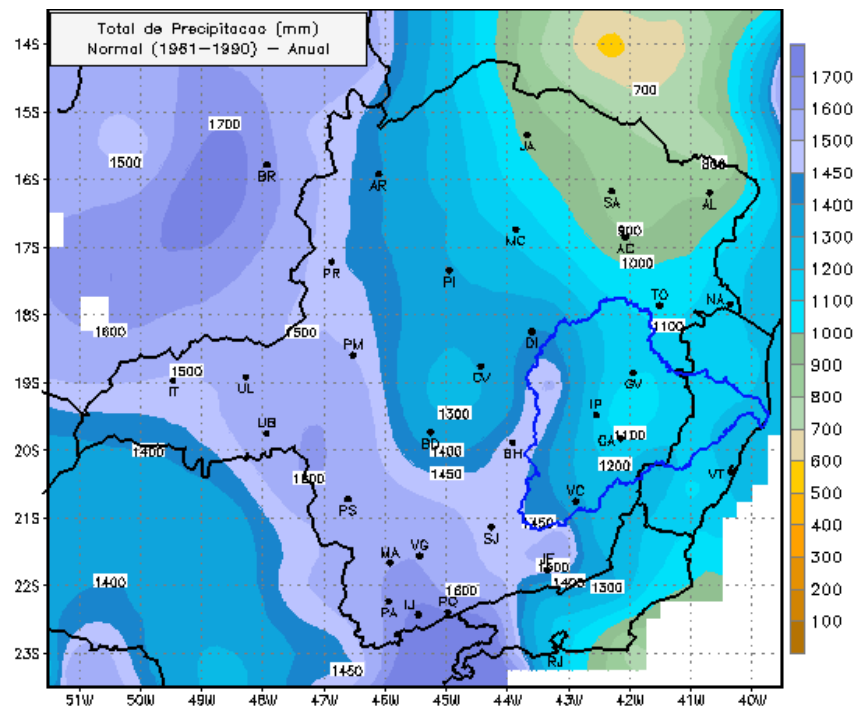 Total de Precipitacao (mm)
Normal (1961-1990) - Anual
14S
15S
16S
17S
18S
19S
20S
21S
22S
23S
51W
50W
49W
48W
47W
46W
45W
44W
43W
42W
41W
40W
1700
1600
1500
1450
1400
1300
1200
1100
1000
900
800
700
600
500
400
300
200
100
700
1700
1500
BR
AR
JA
SA
AL
900
AC
MC
1000
PR
PI
TO
NA
1600
1500
1100
DI
PM
1500
IT
UL
CV
GV
1300
IP
UB
BD
1100
CA
1400
1400
BH
1200
1450
VT
1600
VC
PS
1450
SJ
MA
VG
JF
1500
1400
1400
1600
1300
PA
IJ
PQ
RJ
1450